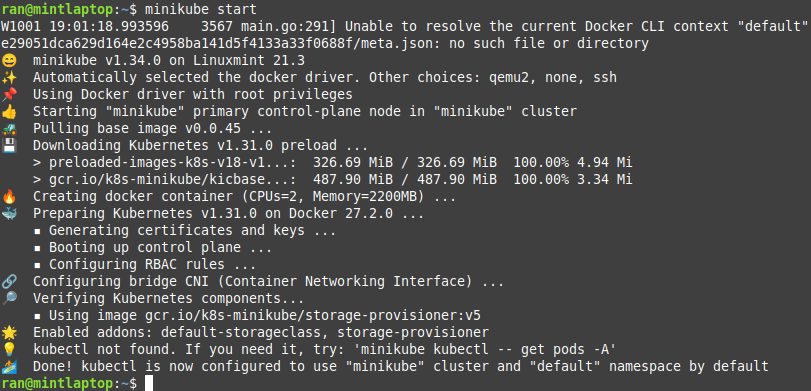 ran@mintlaptop:~$ minikube start
W1001 19:01:18.993596    3567 main.go:291] Unable to resolve the current Docker CLI context "default"
e29051dca629d164e2c4958ba141d5f4133a33f0688f/meta.json: no such file or directory
😄  minikube v1.34.0 on Linuxmint 21.3
✨  Automatically selected the docker driver. Other choices: qemu2, none, ssh
📌  Using Docker driver with root privileges
👍  Starting "minikube" primary control-plane node in "minikube" cluster
🚜  Pulling base image v0.0.45 ...
💾  Downloading Kubernetes v1.31.0 preload ...
    > preloaded-images-k8s-v18-v1...:  326.69 MiB / 326.69 MiB  100.00% 4.94 Mi
    > gcr.io/k8s-minikube/kicbase...:  487.90 MiB / 487.90 MiB  100.00% 3.34 Mi
🔥  Creating docker container (CPUs=2, Memory=2200MB) ...
🐳  Preparing Kubernetes v1.31.0 on Docker 27.2.0 ...
    ▪ Generating certificates and keys ...
    ▪ Booting up control plane ...
    ▪ Configuring RBAC rules ...
🔗  Configuring bridge CNI (Container Networking Interface) ...
🔎  Verifying Kubernetes components...
    ▪ Using image gcr.io/k8s-minikube/storage-provisioner:v5
🌟  Enabled addons: default-storageclass, storage-provisioner
💡  kubectl not found. If you need it, try: 'minikube kubectl -- get pods -A'
🏄  Done! kubectl is now configured to use "minikube" cluster and "default" namespace by default
ran@mintlaptop:~$